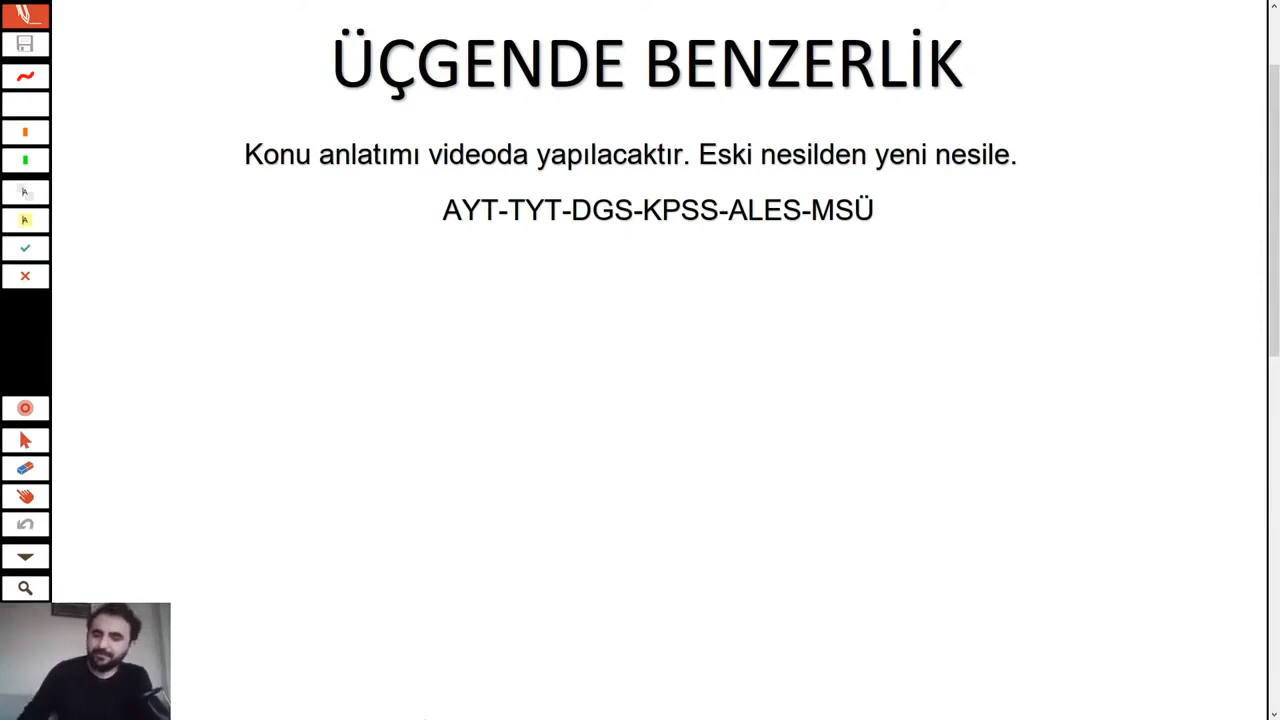 ÜÇGENDE BENZERLİK
Konu anlatımı videoda yapılacaktır. Eski nesilden yeni nesile.
AYT-TYT-DGS-KPSS-ALES-MSÜ